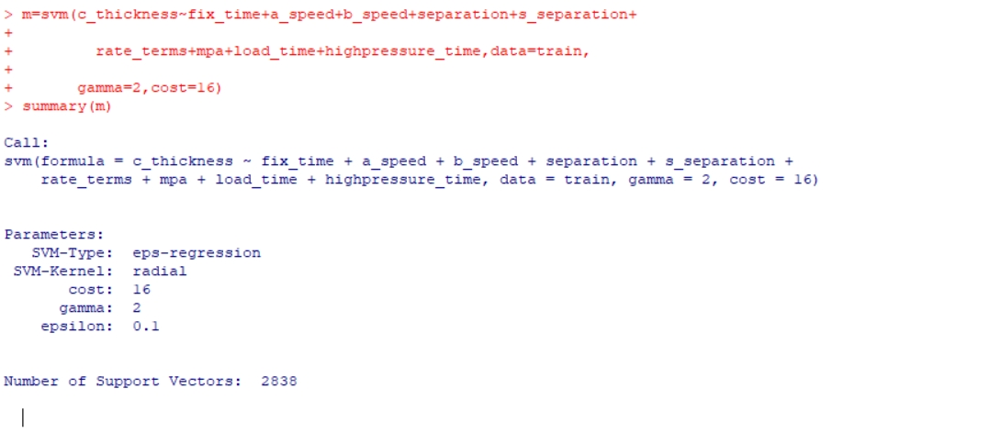 > m=svm(c_thickness~fix_time+a_speed+b_speed+separation+s_separation+
+
+         rate_terms+mpa+load_time+highpressure_time,data=train,
+
+       gamma=2,cost=16)
> summary(m)
Call:
svm(formula = c_thickness ~ fix_time + a_speed + b_speed + separation + s_separation +
    rate_terms + mpa + load_time + highpressure_time, data = train, gamma = 2, cost = 16)
Parameters:
   SVM-Type:  eps-regression
 SVM-Kernel:  radial
       cost:  16
      gamma:  2
    epsilon:  0.1
Number of Support Vectors:  2838